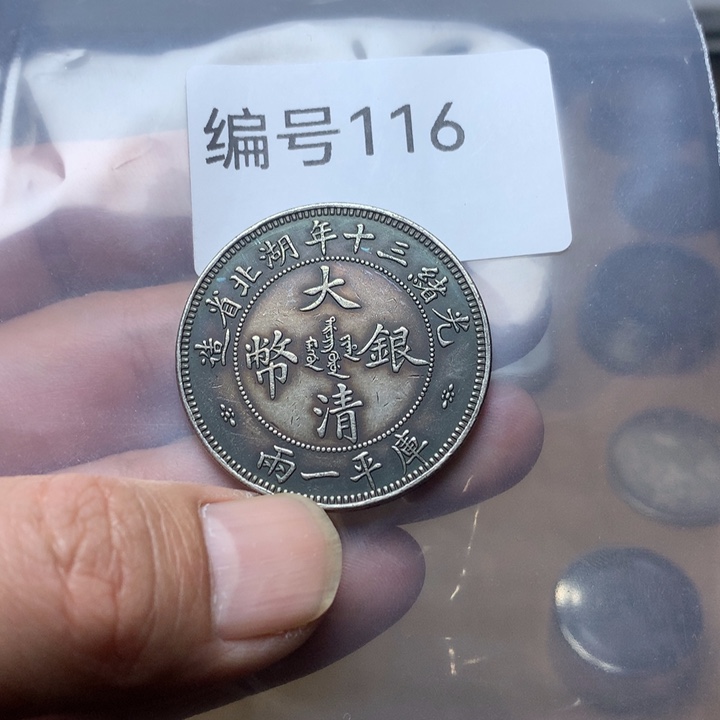 编号116
光緒三十年湖北省造
大清
銀幣
庫平一兩